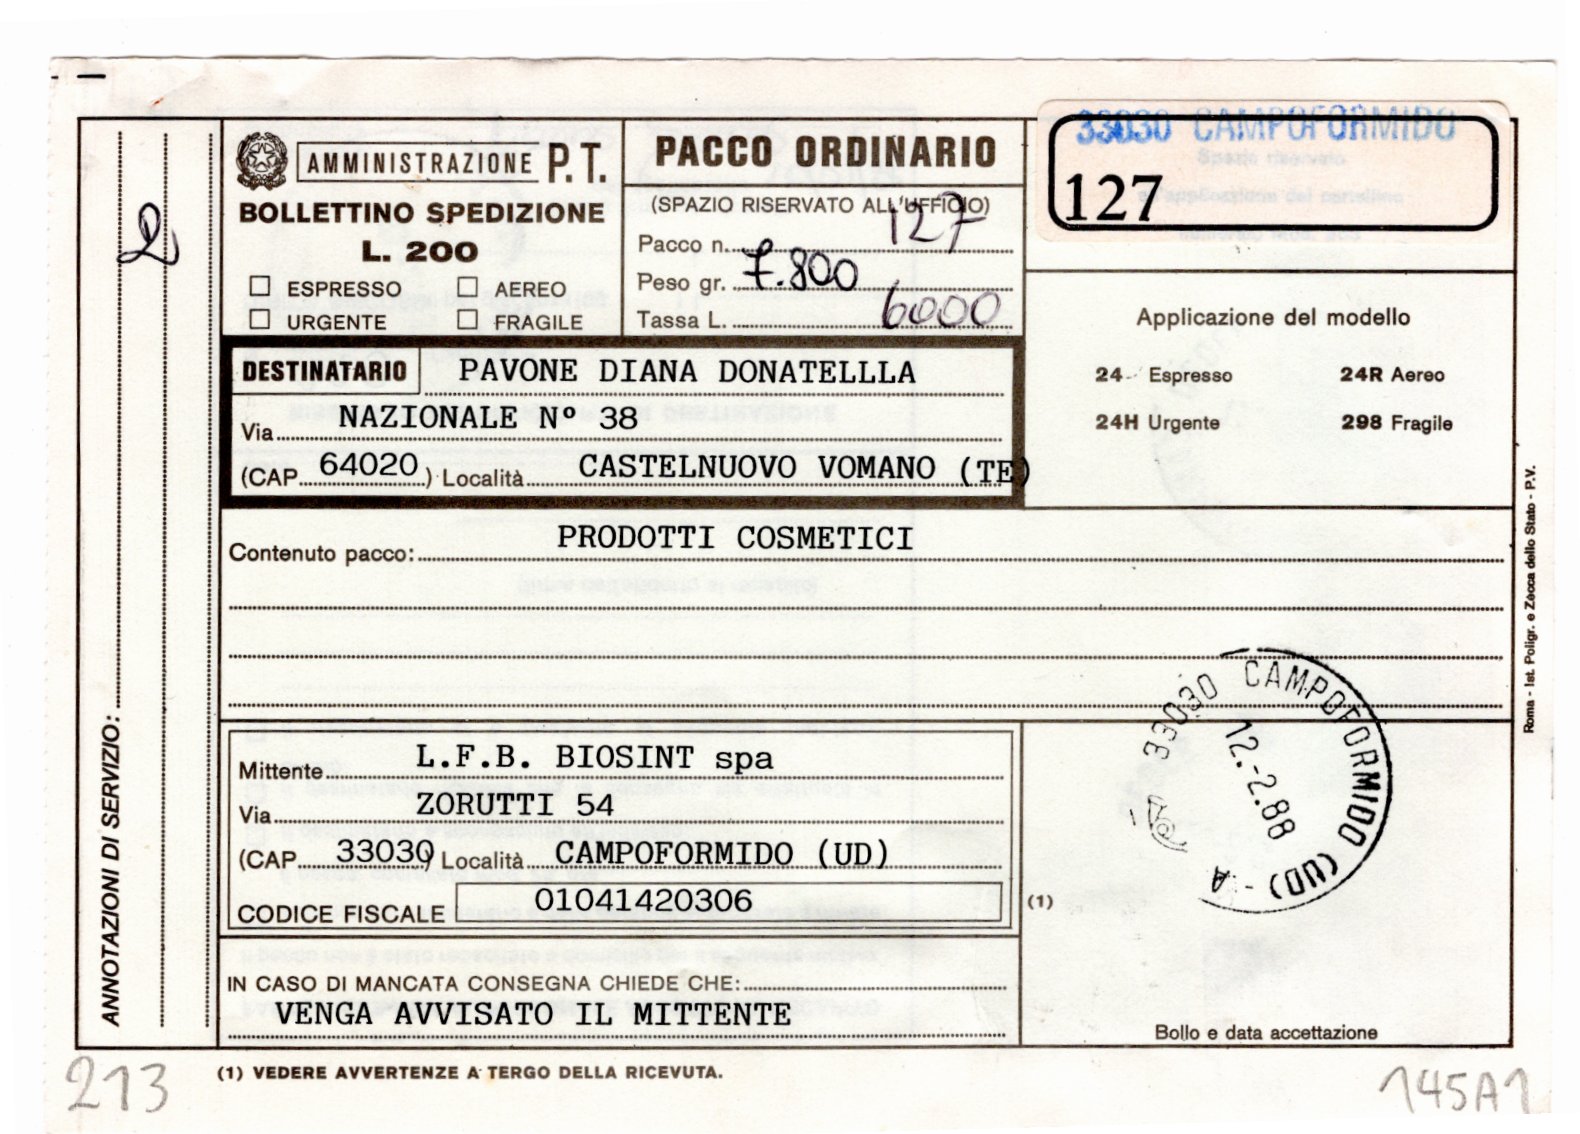 33030 CAMPOFORMIDO
127
AMMINISTRAZIONE P.T.
BOLLETTINO SPEDIZIONE
L. 200
ESPRESSO AEREO
URGENTE FRAGILE
PACCO ORDINARIO
(SPAZIO RISERVATO ALL'UFFICIO)
Pacco n. 127
Peso gr. 7.800
Tassa L. 6000
2
Applicazione del modello
24 Espresso 24R Aereo
24H Urgente 298 Fragile
DESTINATARIO PAVONE DIANA DONATELLLA
Via NAZIONALE Nº 38
(CAP 64020) Località CASTELNUOVO VOMANO (TE)
Contenuto pacco: PRODOTTI COSMETICI
Roma - Ist. Poligr. e Zecca dello Stato - P.V.
ANNOTAZIONI DI SERVIZIO:
Mittente L.F.B. BIOSINT spa
Via ZORUTTI 54
(CAP 33030) Località CAMPOFORMIDO (UD)
CODICE FISCALE 01041420306
(1)
33030 CAMPOFORMIDO (UD) - A
12.-2.88
IN CASO DI MANCATA CONSEGNA CHIEDE CHE:
VENGA AVVISATO IL MITTENTE
Bollo e data accettazione
(1) VEDERE AVVERTENZE A TERGO DELLA RICEVUTA.
213
145A1